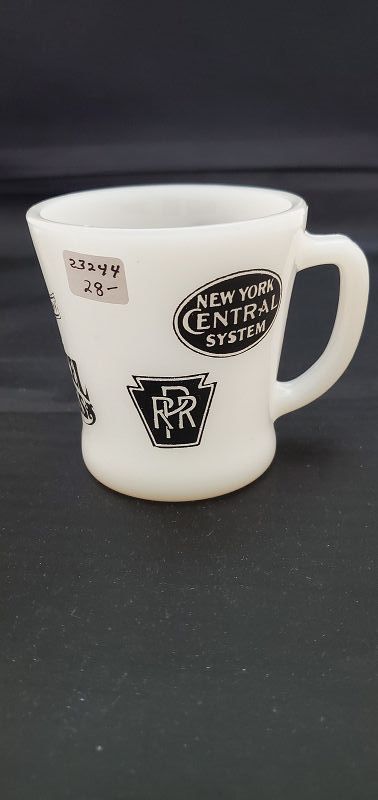 23244
28-
NEW YORK
CENTRAL
SYSTEM
PRR